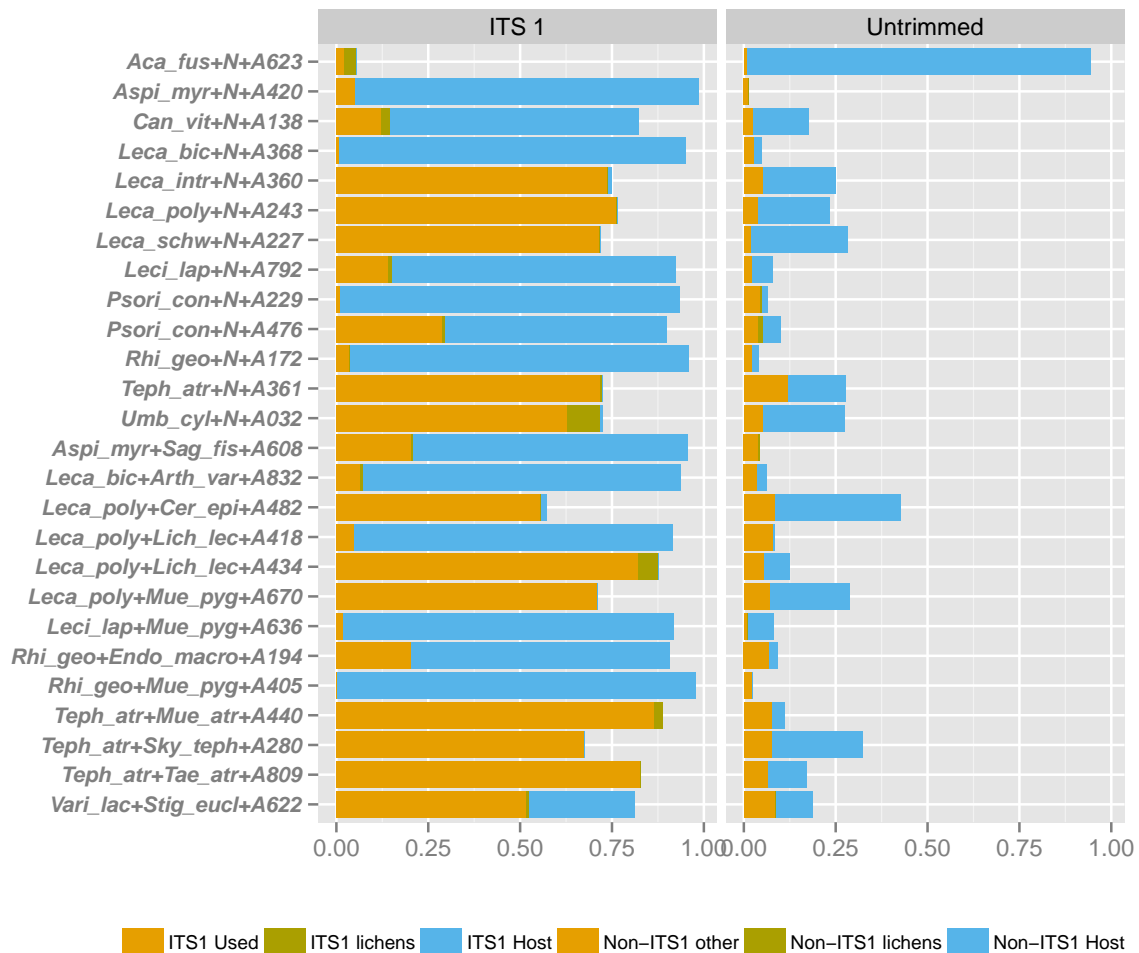 ITS 1 Untrimmed
Aca_fus+N+A623
Aspi_myr+N+A420
Can_vit+N+A138
Leca_bic+N+A368
Leca_intr+N+A360
Leca_poly+N+A243
Leca_schw+N+A227
Leci_lap+N+A792
Psori_con+N+A229
Psori_con+N+A476
Rhi_geo+N+A172
Teph_atr+N+A361
Umb_cyl+N+A032
Aspi_myr+Sag_fis+A608
Leca_bic+Arth_var+A832
Leca_poly+Cer_epi+A482
Leca_poly+Lich_lec+A418
Leca_poly+Lich_lec+A434
Leca_poly+Mue_pyg+A670
Leci_lap+Mue_pyg+A636
Rhi_geo+Endo_macro+A194
Rhi_geo+Mue_pyg+A405
Teph_atr+Mue_atr+A440
Teph_atr+Sky_teph+A280
Teph_atr+Tae_atr+A809
Vari_lac+Stig_eucl+A622
0.00 0.25 0.50 0.75 1.00 0.00 0.25 0.50 0.75 1.00
ITS1 Used ITS1 lichens ITS1 Host Non−ITS1 other Non−ITS1 lichens Non−ITS1 Host